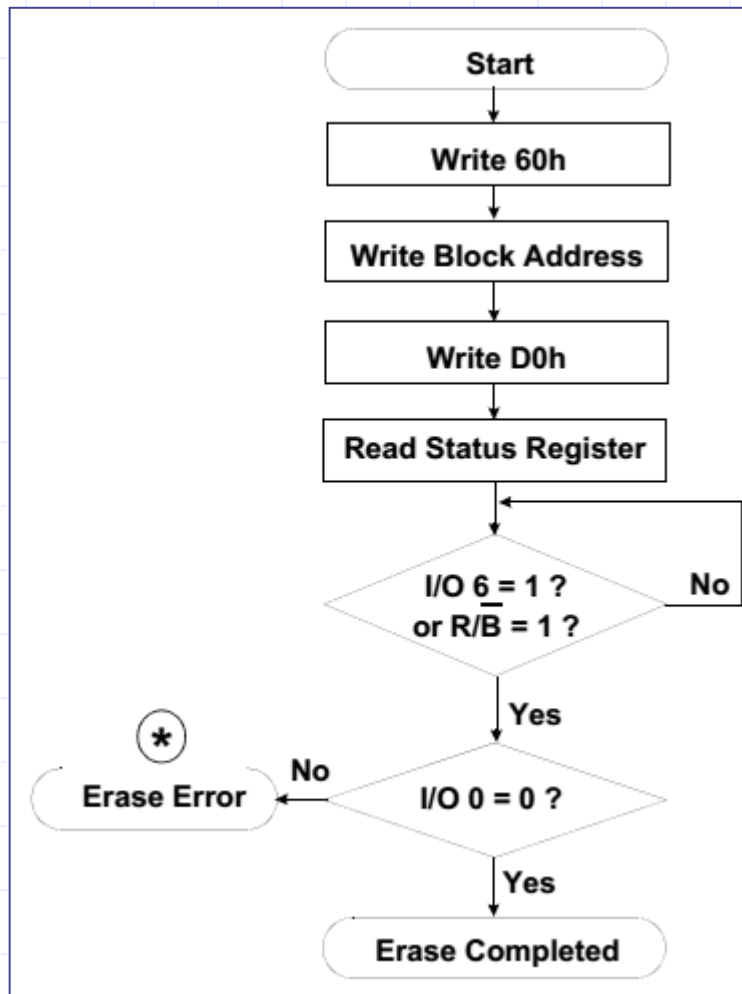 Start
Write 60h
Write Block Address
Write D0h
Read Status Register
I/O 6 = 1 ?
or R/B̅ = 1 ?
No
Yes
*
Erase Error
No
I/O 0 = 0 ?
Yes
Erase Completed